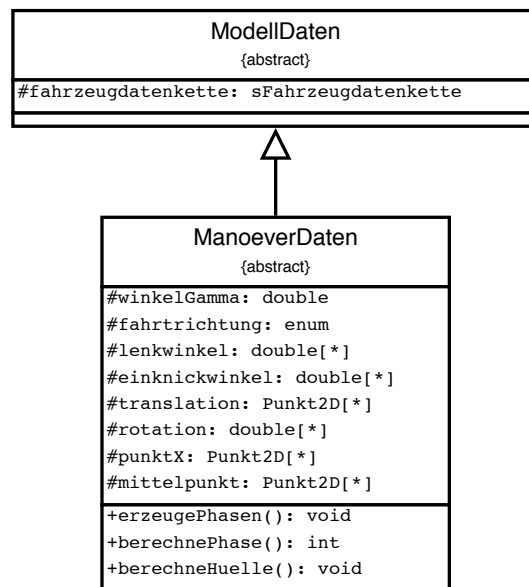 ModellDaten
{abstract}
#fahrzeugdatenkette: sFahrzeugdatenkette
ManoeverDaten
{abstract}
#winkelGamma: double
#fahrtrichtung: enum
#lenkwinkel: double[*]
#einknickwinkel: double[*]
#translation: Punkt2D[*]
#rotation: double[*]
#punktX: Punkt2D[*]
#mittelpunkt: Punkt2D[*]
+erzeugePhasen(): void
+berechnePhase(): int
+berechneHuelle(): void